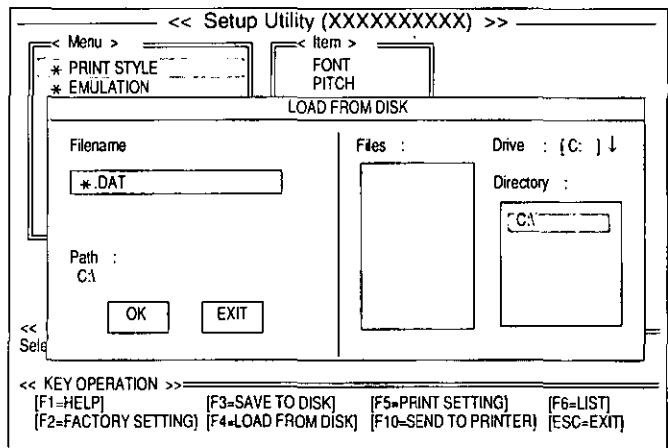 << Setup Utility (XXXXXXXXXX) >>
< Menu > < Item >
* PRINT STYLE FONT
* EMULATION PITCH
LOAD FROM DISK
Filename Files : Drive : [C: ] ↓
*.DAT Directory :
C:\
Path :
C:\
OK EXIT
<<
Sele
<< KEY OPERATION >>
[F1=HELP] [F3=SAVE TO DISK] [F5=PRINT SETTING] [F6=LIST]
[F2=FACTORY SETTING] [F4=LOAD FROM DISK] [F10=SEND TO PRINTER] [ESC=EXIT]